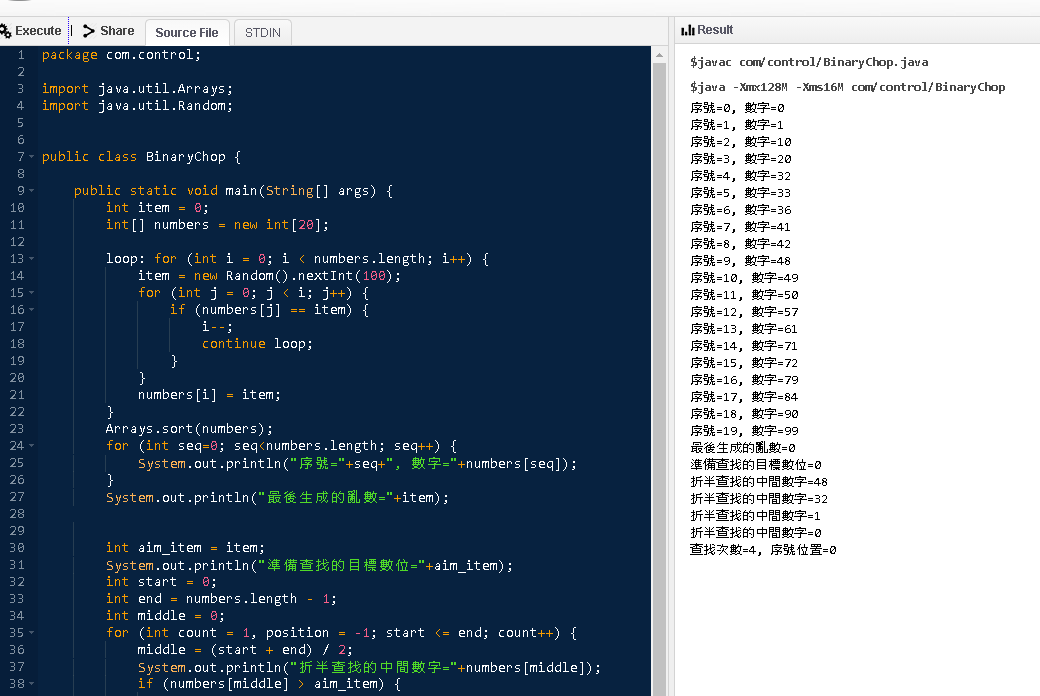 Execute | Share Source File STDIN
1 package com.control;
2
3 import java.util.Arrays;
4 import java.util.Random;
5
6
7 public class BinaryChop {
8
9 public static void main(String[] args) {
10 int item = 0;
11 int[] numbers = new int[20];
12
13 loop: for (int i = 0; i < numbers.length; i++) {
14 item = new Random().nextInt(100);
15 for (int j = 0; j < i; j++) {
16 if (numbers[j] == item) {
17 i--;
18 continue loop;
19 }
20 }
21 numbers[i] = item;
22 }
23 Arrays.sort(numbers);
24 for (int seq=0; seq<numbers.length; seq++) {
25 System.out.println("序號="+seq+", 數字="+numbers[seq]);
26 }
27 System.out.println("最後生成的亂數="+item);
28
29
30 int aim_item = item;
31 System.out.println("準備查找的目標數位="+aim_item);
32 int start = 0;
33 int end = numbers.length - 1;
34 int middle = 0;
35 for (int count = 1, position = -1; start <= end; count++) {
36 middle = (start + end) / 2;
37 System.out.println("折半查找的中間數字="+numbers[middle]);
38 if (numbers[middle] > aim_item) {
Result
$javac com/control/BinaryChop.java
$java -Xmx128M -Xms16M com/control/BinaryChop
序號=0, 數字=0
序號=1, 數字=1
序號=2, 數字=10
序號=3, 數字=20
序號=4, 數字=32
序號=5, 數字=33
序號=6, 數字=36
序號=7, 數字=41
序號=8, 數字=42
序號=9, 數字=48
序號=10, 數字=49
序號=11, 數字=50
序號=12, 數字=57
序號=13, 數字=61
序號=14, 數字=71
序號=15, 數字=72
序號=16, 數字=79
序號=17, 數字=84
序號=18, 數字=90
序號=19, 數字=99
最後生成的亂數=0
準備查找的目標數位=0
折半查找的中間數字=48
折半查找的中間數字=32
折半查找的中間數字=1
折半查找的中間數字=0
查找次數=4, 序號位置=0